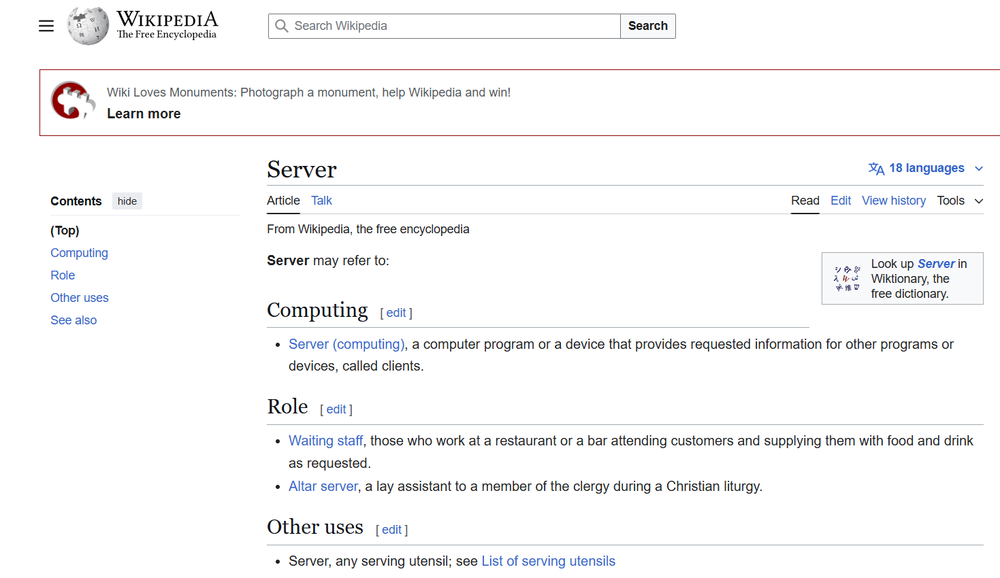 WIKIPEDIA
The Free Encyclopedia
Search Wikipedia
Search
Wiki Loves Monuments: Photograph a monument, help Wikipedia and win!
Learn more
Server
18 languages
Contents hide
(Top)
Computing
Role
Other uses
See also
Article Talk
Read Edit View history Tools
From Wikipedia, the free encyclopedia
Server may refer to:
Look up Server in
Wiktionary, the
free dictionary.
Computing [ edit ]
• Server (computing), a computer program or a device that provides requested information for other programs or
devices, called clients.
Role [ edit ]
• Waiting staff, those who work at a restaurant or a bar attending customers and supplying them with food and drink
as requested.
• Altar server, a lay assistant to a member of the clergy during a Christian liturgy.
Other uses [ edit ]
• Server, any serving utensil; see List of serving utensils